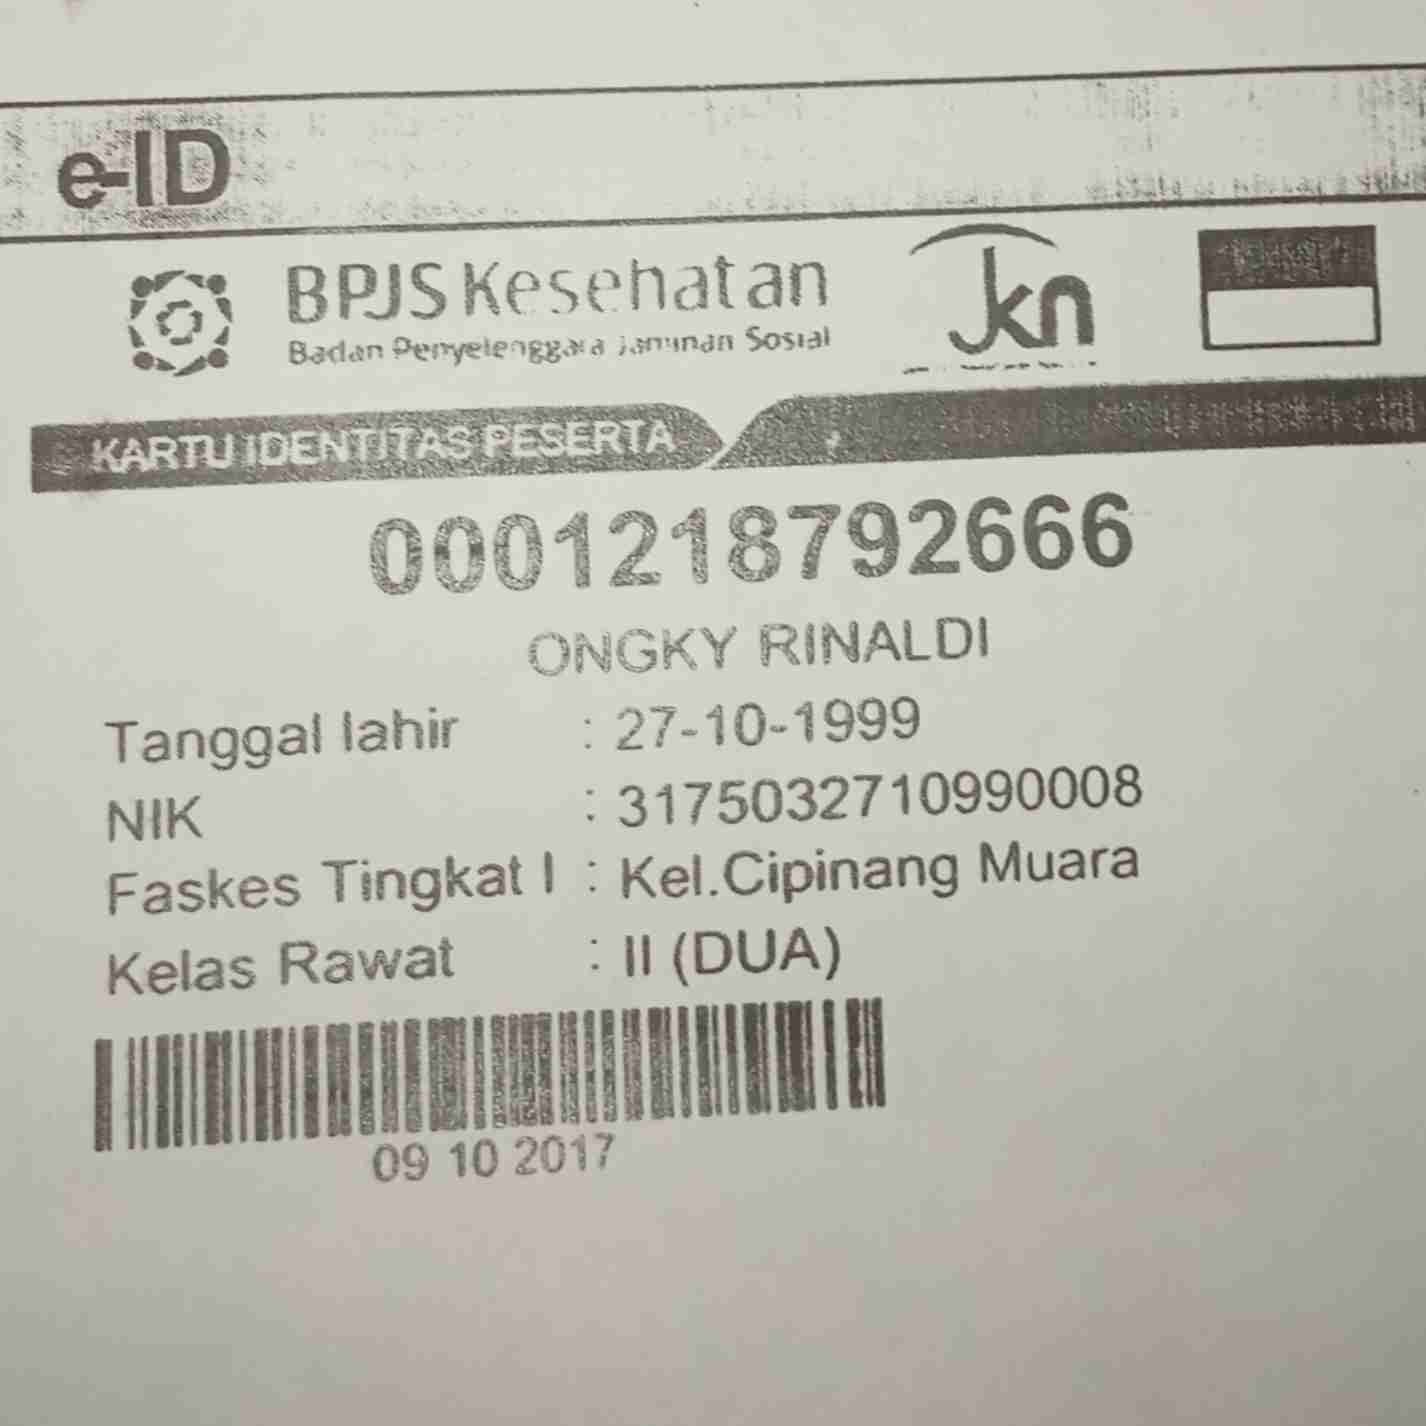 e-ID
BPJS Kesehatan
Badan Penyelenggara Jaminan Sosial
Jkn
KARTU IDENTITAS PESERTA
0001218792666
ONGKY RINALDI
Tanggal lahir : 27-10-1999
NIK : 3175032710990008
Faskes Tingkat I : Kel.Cipinang Muara
Kelas Rawat : II (DUA)
09 10 2017